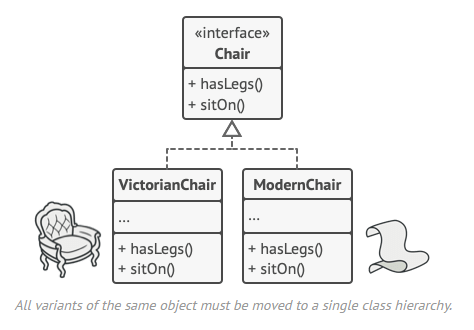 «interface»
Chair
+ hasLegs()
+ sitOn()
VictorianChair
...
+ hasLegs()
+ sitOn()
ModernChair
...
+ hasLegs()
+ sitOn()
All variants of the same object must be moved to a single class hierarchy.